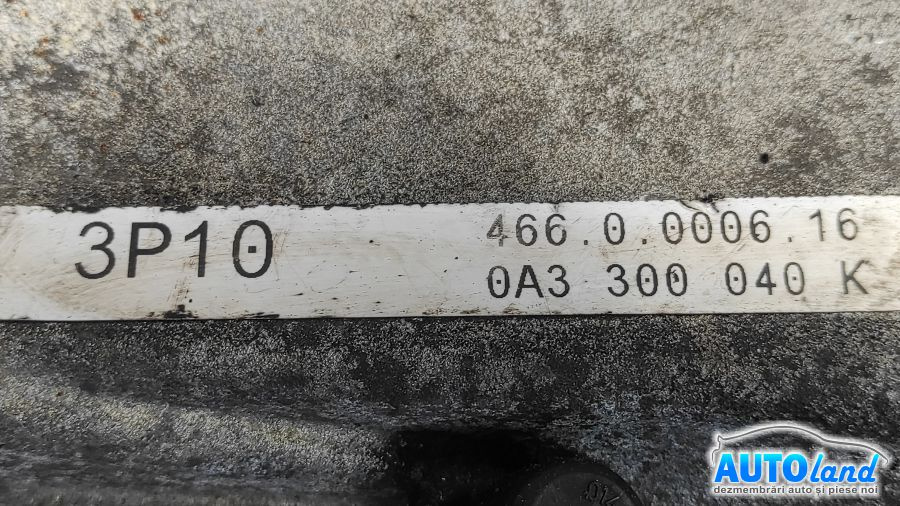 3P10
466.0.0006.16
0A3 300 040 K
AUTOland
dezmembrări auto și piese noi